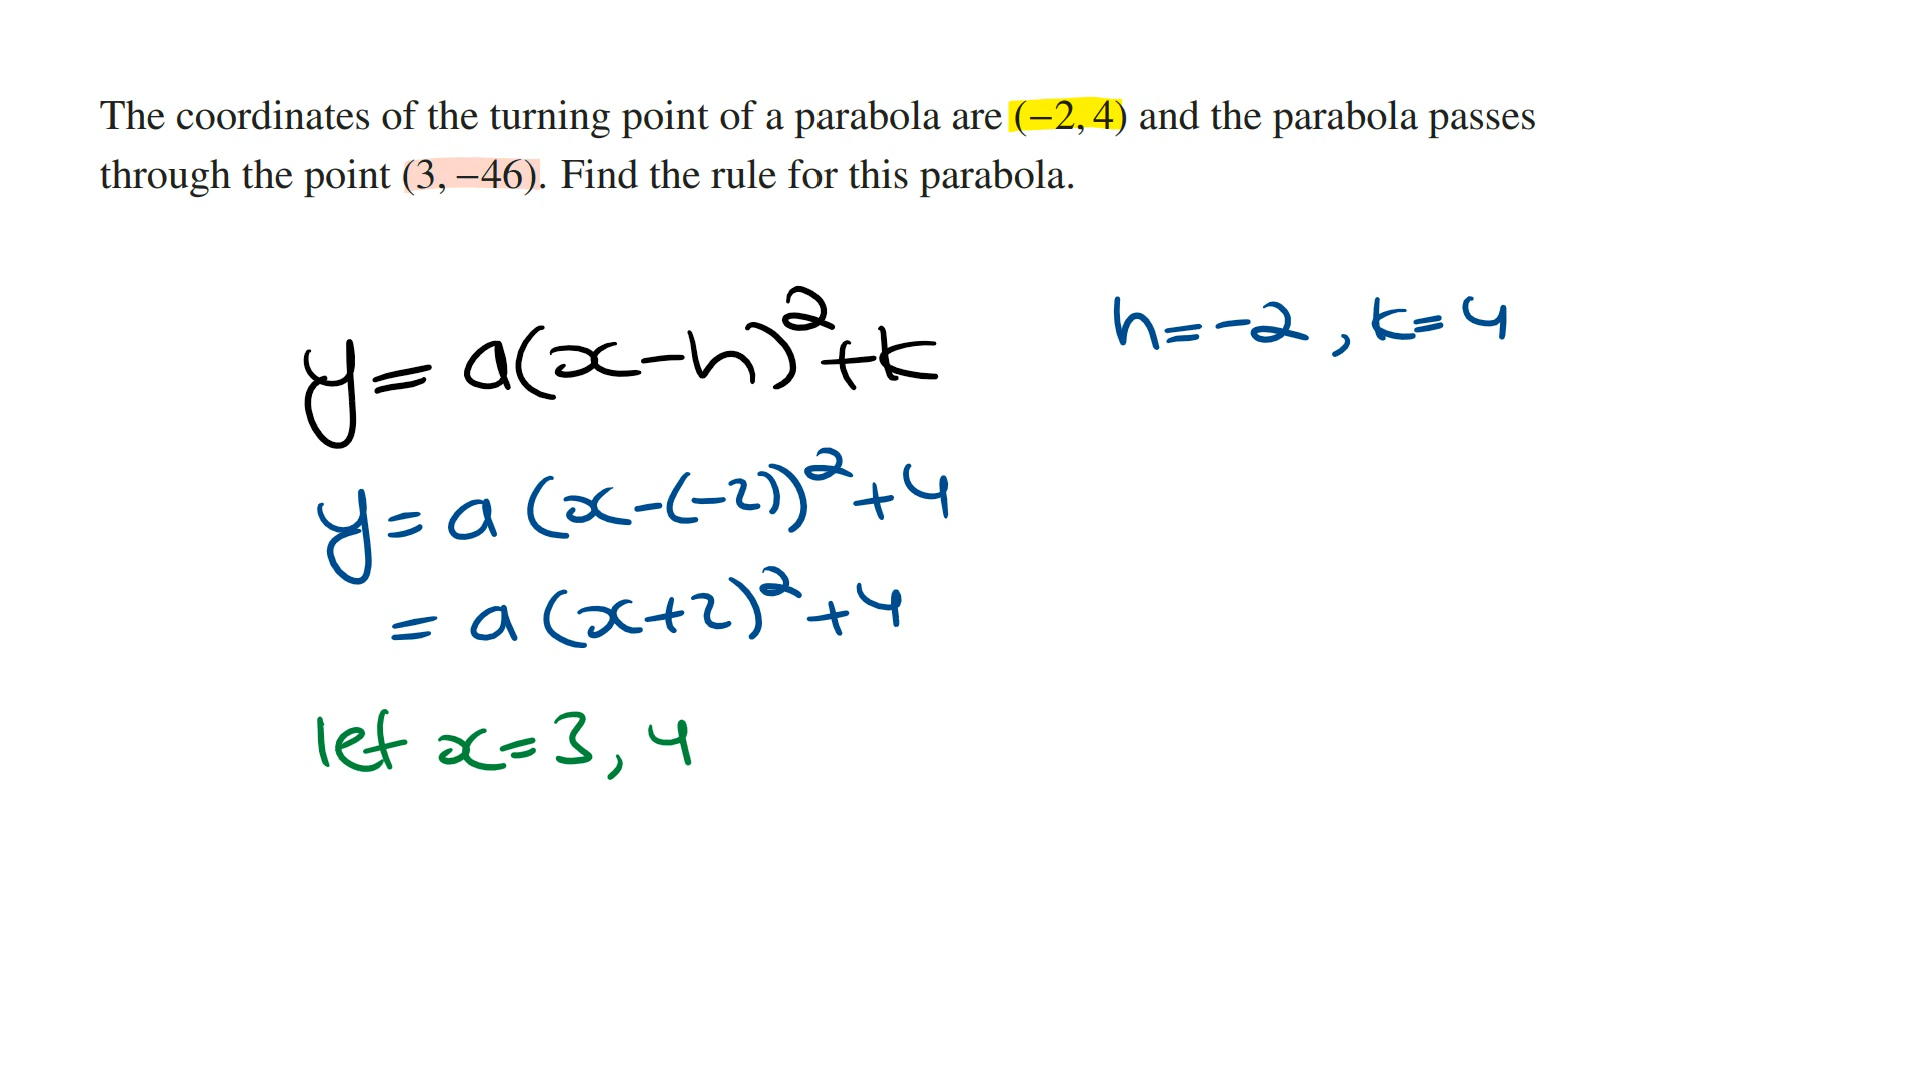 The coordinates of the turning point of a parabola are (−2, 4) and the parabola passes
through the point (3, −46). Find the rule for this parabola.
y = a(x-h)²+k
h=-2, k=4
y = a (x-(-2))²+4
= a (x+2)²+4
let x=3, 4